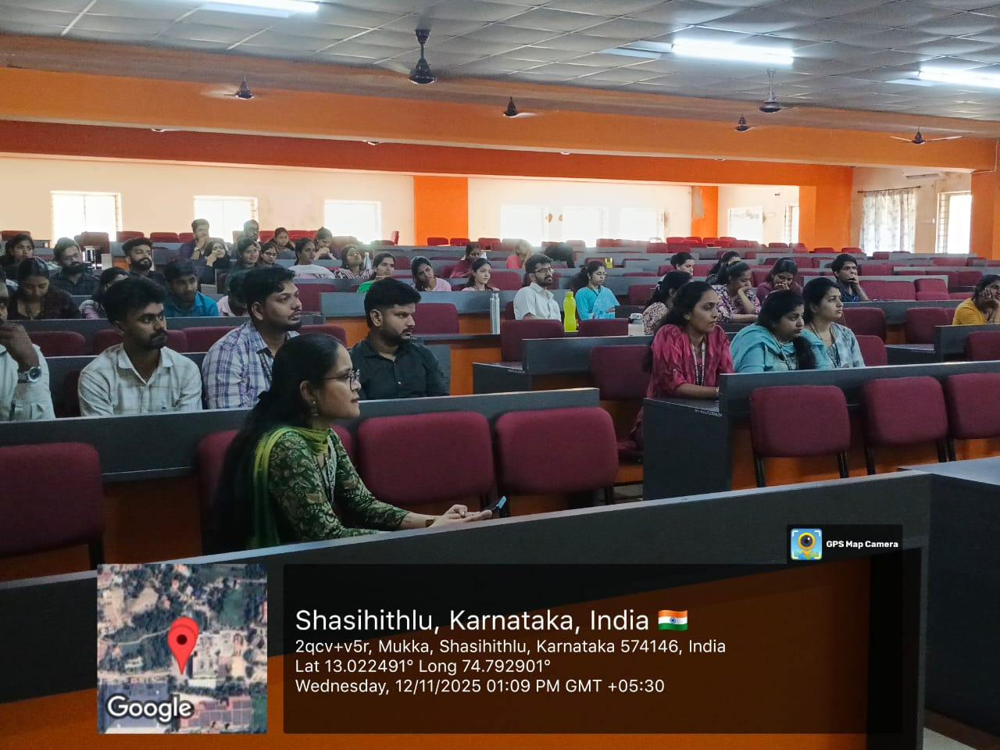 GPS Map Camera
Shasihithlu, Karnataka, India 🇮🇳
2qcv+v5r, Mukka, Shasihithlu, Karnataka 574146, India
Lat 13.022491° Long 74.792901°
Wednesday, 12/11/2025 01:09 PM GMT +05:30
Google